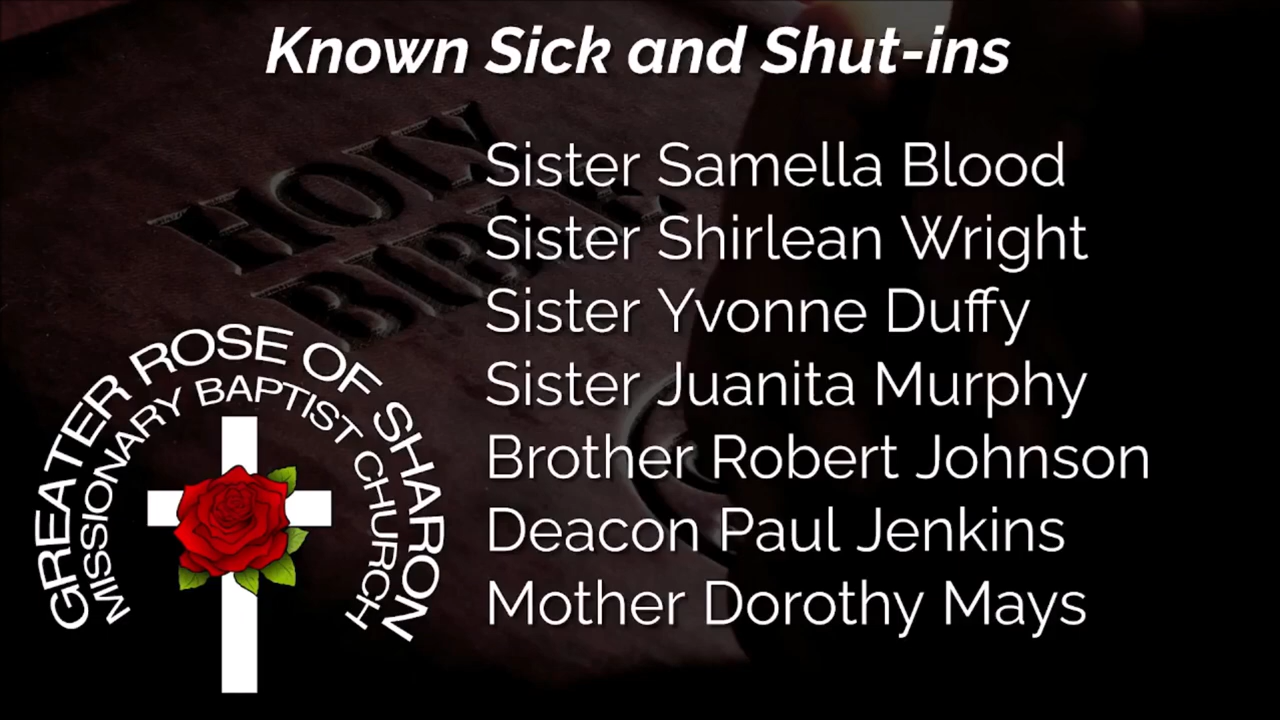 Known Sick and Shut-ins
Sister Samella Blood
Sister Shirlean Wright
Sister Yvonne Duffy
Sister Juanita Murphy
Brother Robert Johnson
Deacon Paul Jenkins
Mother Dorothy Mays
HOLY
BIBLE
GREATER ROSE OF SHARON
MISSIONARY BAPTIST CHURCH